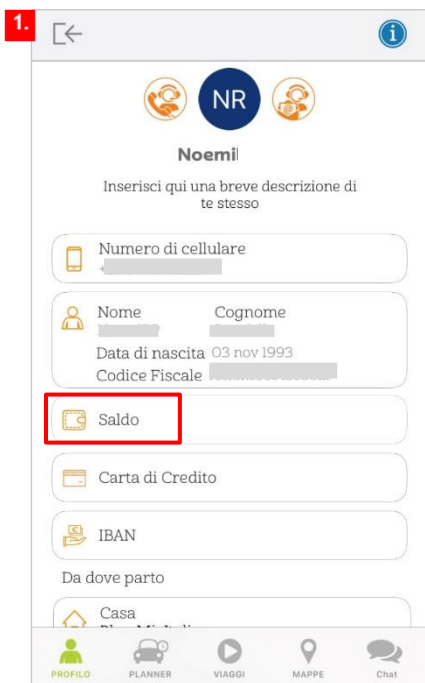 1.
NR
Noemi
Inserisci qui una breve descrizione di
te stesso
Numero di cellulare
+
Nome Cognome
Data di nascita 03 nov 1993
Codice Fiscale
Saldo
Carta di Credito
IBAN
Da dove parto
Casa
PROFILO PLANNER VIAGGI MAPPE Chat